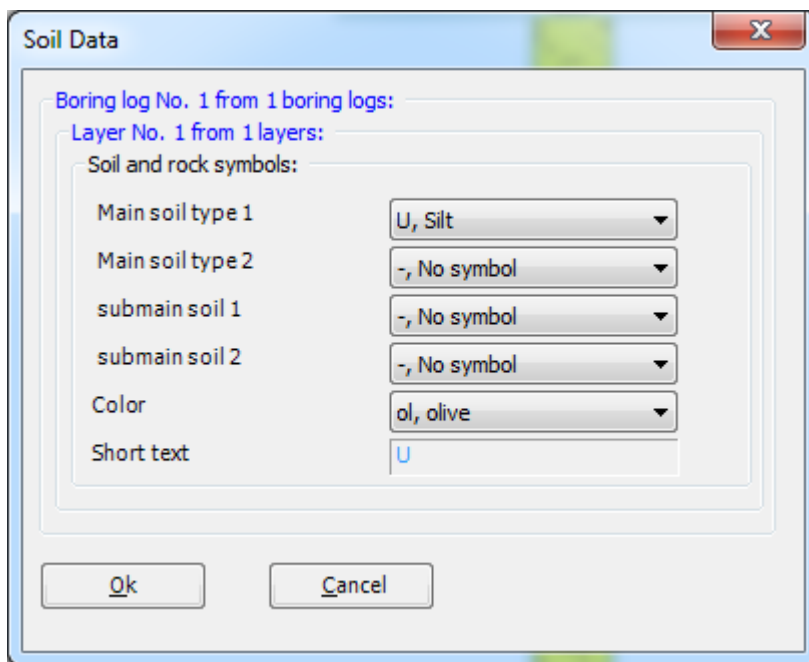 Soil Data
Boring log No. 1 from 1 boring logs:
Layer No. 1 from 1 layers:
Soil and rock symbols:
Main soil type 1 U, Silt
Main soil type 2 -, No symbol
submain soil 1 -, No symbol
submain soil 2 -, No symbol
Color ol, olive
Short text U
Ok Cancel